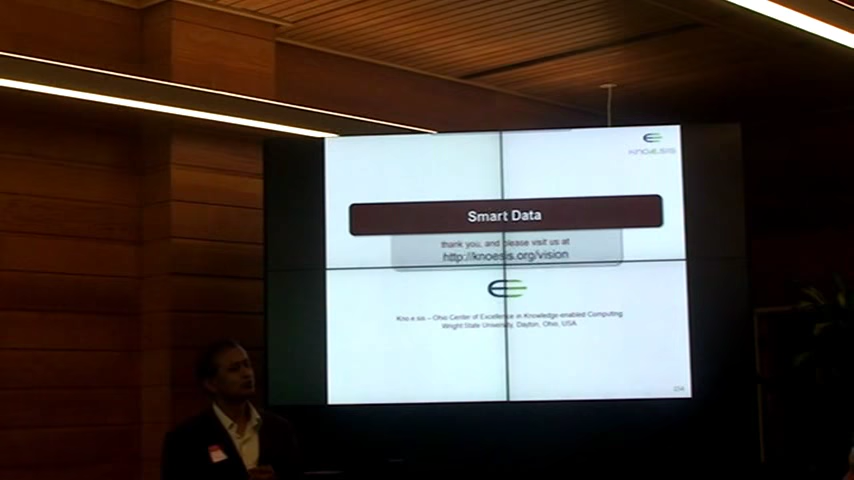 KNOESIS
Smart Data
thank you, and please visit us at
http://knoesis.org/vision
Kno.e.sis – Ohio Center of Excellence in Knowledge-enabled Computing
Wright State University, Dayton, Ohio, USA